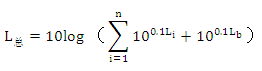 L总 = 10log （∑_{i=1}^{n} 10^{0.1L_i} + 10^{0.1L_b}）